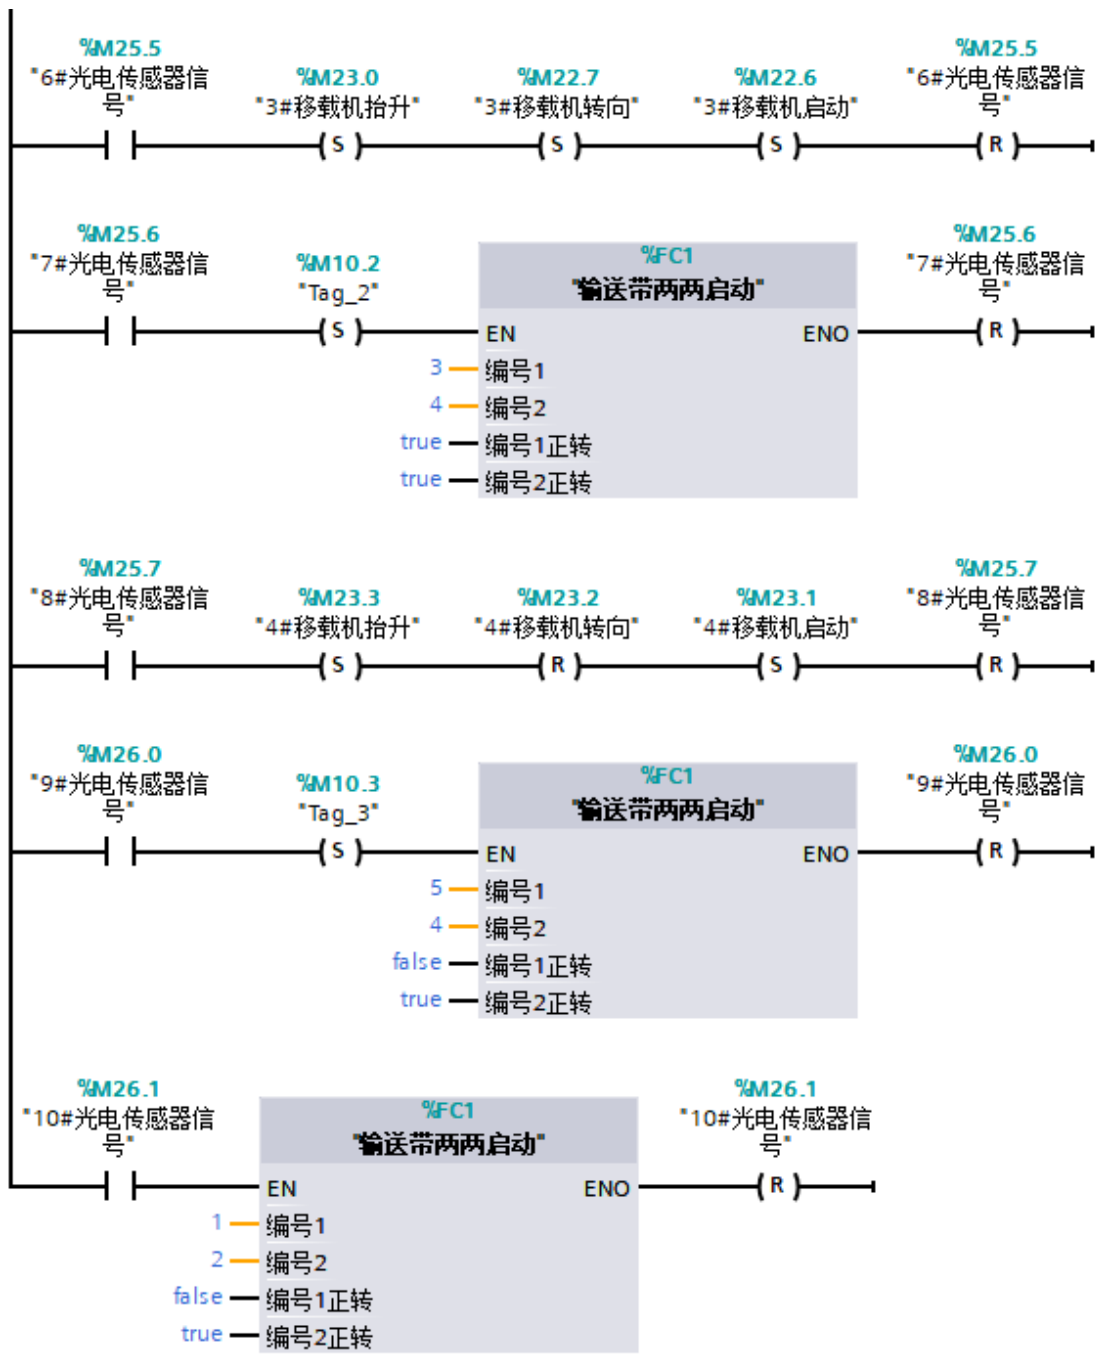 %M25.5
"6#光电传感器信
号"
%M23.0
"3#移载机抬升"
%M22.7
"3#移载机转向"
%M22.6
"3#移载机启动"
%M25.5
"6#光电传感器信
号"
( S )
( S )
( S )
( R )
%M25.6
"7#光电传感器信
号"
%M10.2
"Tag_2"
%FC1
"输送带两两启动"
%M25.6
"7#光电传感器信
号"
( S )
EN
ENO
( R )
3
编号1
4
编号2
true
编号1正转
true
编号2正转
%M25.7
"8#光电传感器信
号"
%M23.3
"4#移载机抬升"
%M23.2
"4#移载机转向"
%M23.1
"4#移载机启动"
%M25.7
"8#光电传感器信
号"
( S )
( R )
( S )
( R )
%M26.0
"9#光电传感器信
号"
%M10.3
"Tag_3"
%FC1
"输送带两两启动"
%M26.0
"9#光电传感器信
号"
( S )
EN
ENO
( R )
5
编号1
4
编号2
false
编号1正转
true
编号2正转
%M26.1
"10#光电传感器信
号"
%FC1
"输送带两两启动"
%M26.1
"10#光电传感器信
号"
EN
ENO
( R )
1
编号1
2
编号2
false
编号1正转
true
编号2正转